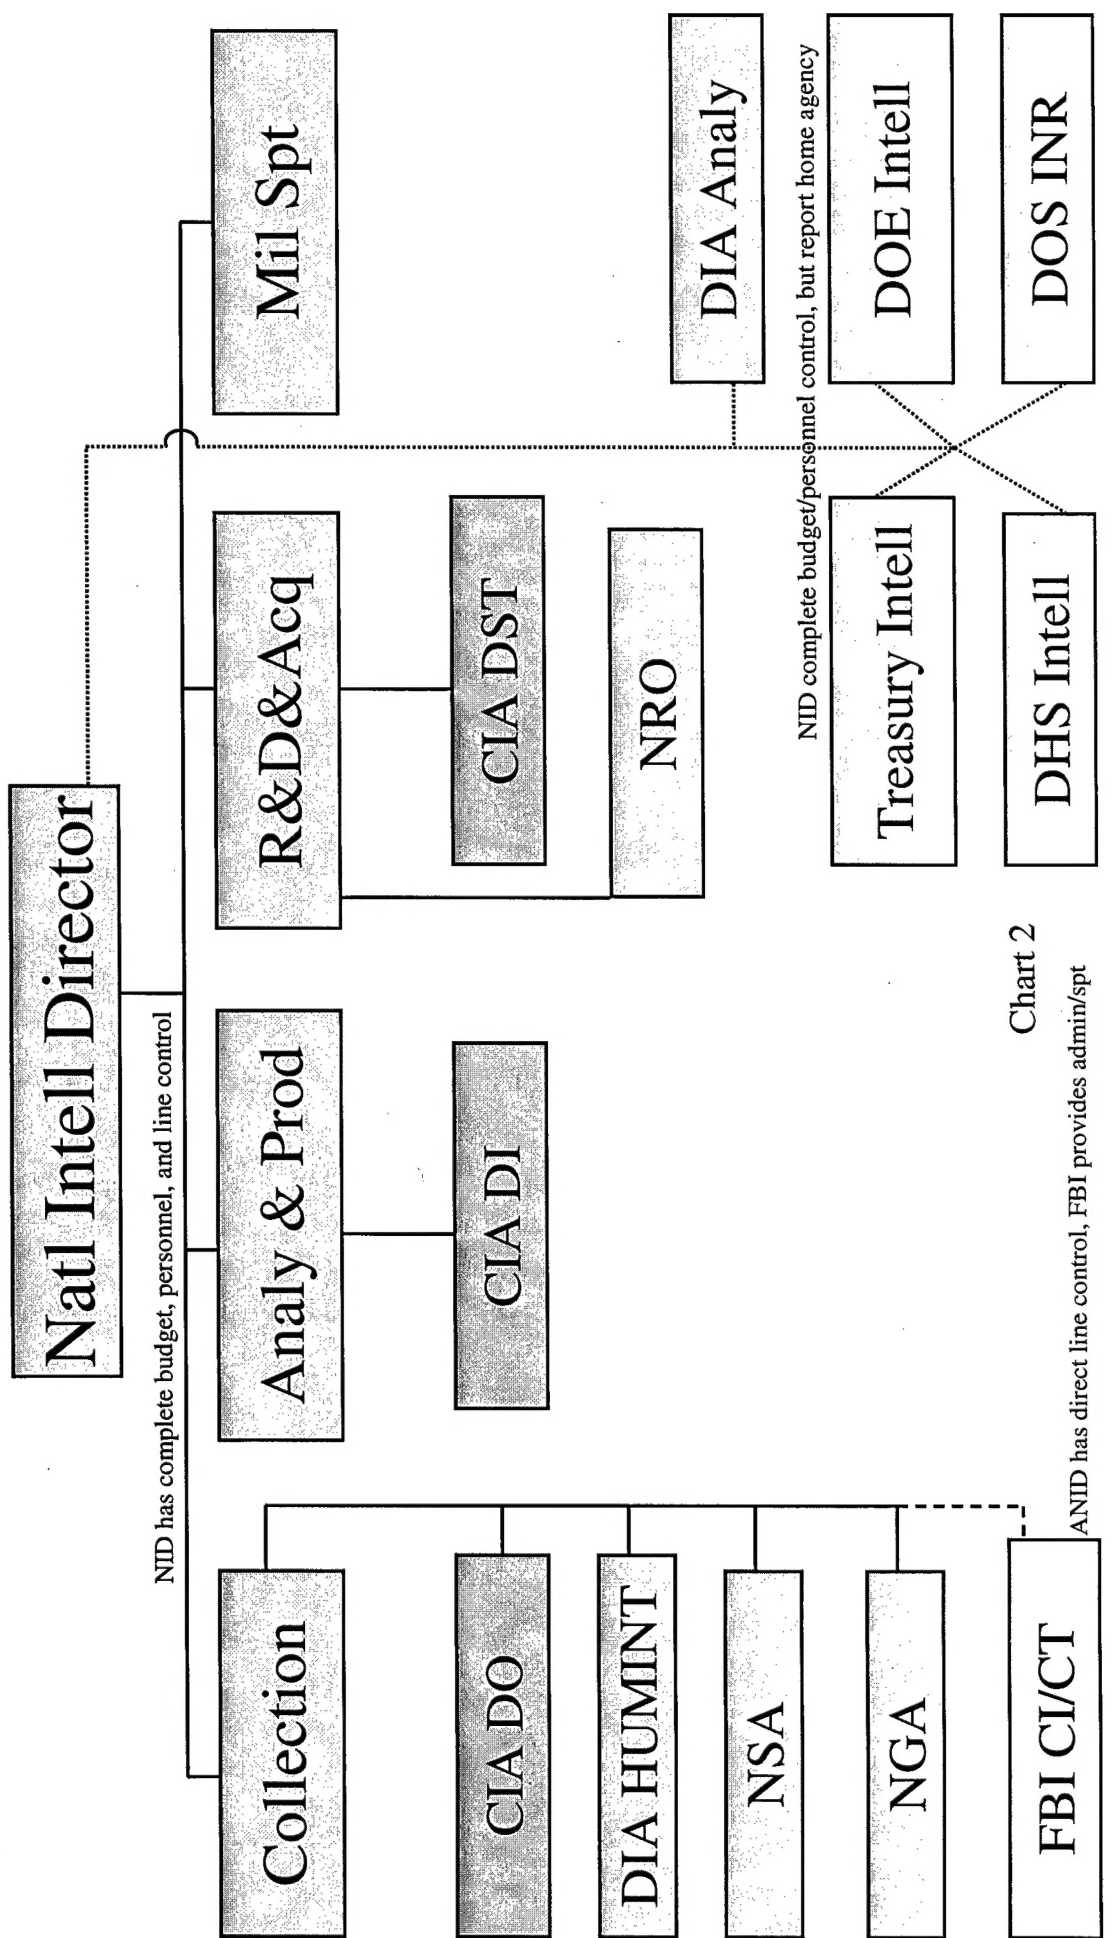 Natl Intell Director
NID has complete budget, personnel, and line control
Collection
Analy & Prod
R&D&Acq
Mil Spt
CIA DO
CIA DI
CIA DST
DIA HUMINT
NRO
DIA Analy
NSA
NID complete budget/personnel control, but report home agency
NGA
Treasury Intell
DOE Intell
FBI CI/CT
DHS Intell
DOS INR
Chart 2
ANID has direct line control, FBI provides admin/spt